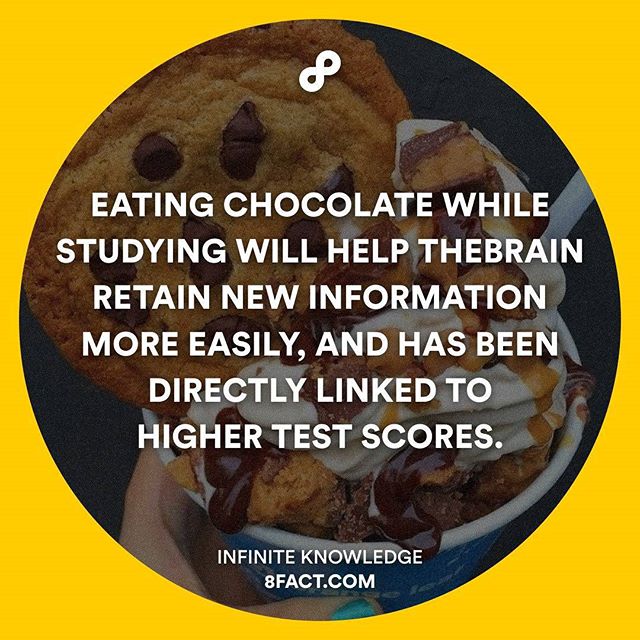 EATING CHOCOLATE WHILE
STUDYING WILL HELP THEBRAIN
RETAIN NEW INFORMATION
MORE EASILY, AND HAS BEEN
DIRECTLY LINKED TO
HIGHER TEST SCORES.
INFINITE KNOWLEDGE
8FACT.COM